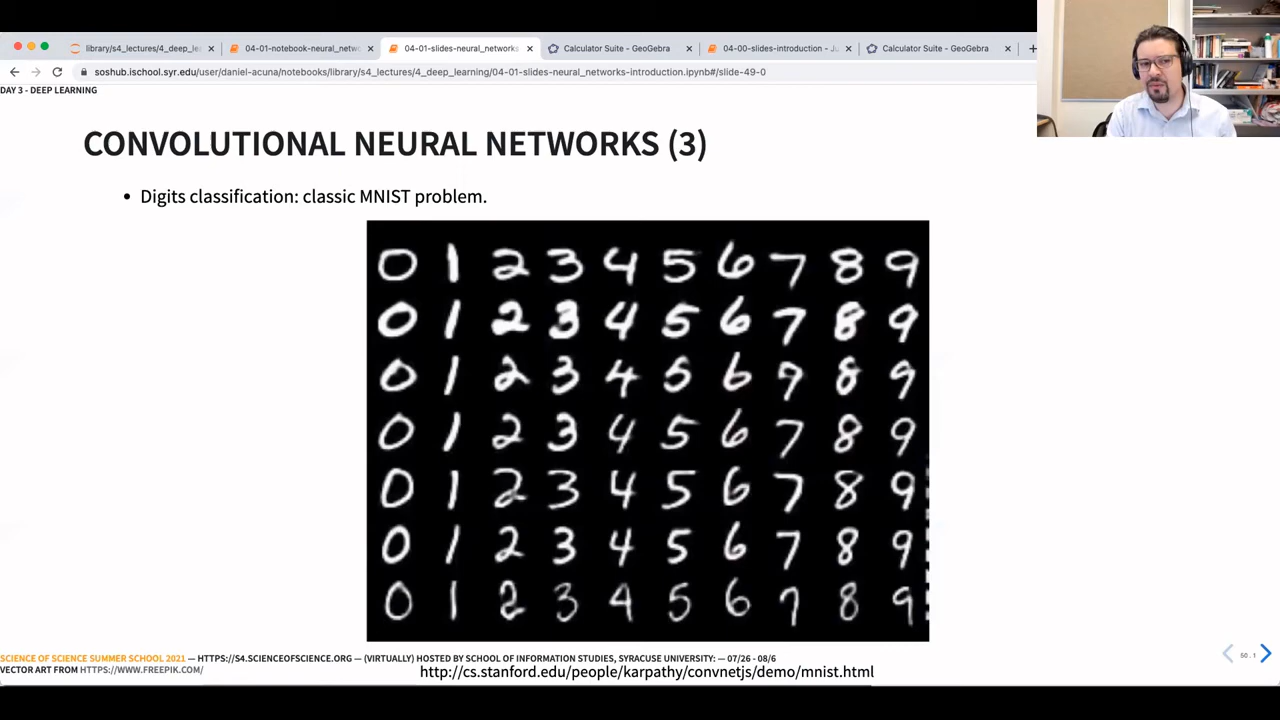 library/s4_lectures/4_deep_le
04-01-notebook-neural_netw
04-01-slides-neural_networks
Calculator Suite - GeoGebra
04-00-slides-introduction - Ju
Calculator Suite - GeoGebra
soshub.ischool.syr.edu/user/daniel-acuna/notebooks/library/s4_lectures/4_deep_learning/04-01-slides-neural_networks-introduction.ipynb#/slide-49-0
DAY 3 - DEEP LEARNING
CONVOLUTIONAL NEURAL NETWORKS (3)
• Digits classification: classic MNIST problem.
0 1 2 3 4 5 6 7 8 9
0 1 2 3 4 5 6 7 8 9
0 1 2 3 4 5 6 7 8 9
0 1 2 3 4 5 6 7 8 9
0 1 2 3 4 5 6 7 8 9
0 1 2 3 4 5 6 7 8 9
0 1 2 3 4 5 6 7 8 9
SCIENCE OF SCIENCE SUMMER SCHOOL 2021 — HTTPS://S4.SCIENCEOFSCIENCE.ORG — (VIRTUALLY) HOSTED BY SCHOOL OF INFORMATION STUDIES, SYRACUSE UNIVERSITY: — 07/26 - 08/6
VECTOR ART FROM HTTPS://WWW.FREEPIK.COM/
http://cs.stanford.edu/people/karpathy/convnetjs/demo/mnist.html
50 . 1